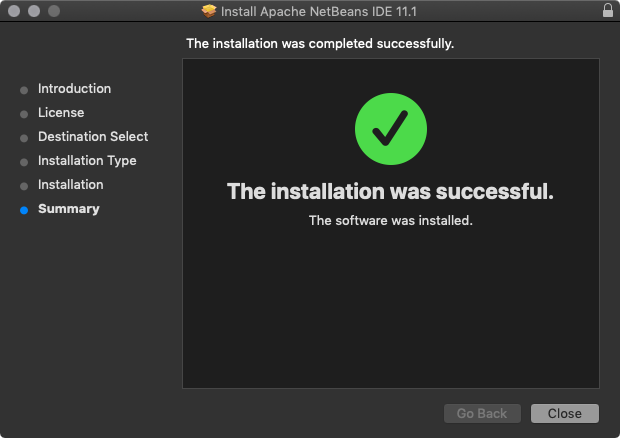 Install Apache NetBeans IDE 11.1
The installation was completed successfully.
Introduction
License
Destination Select
Installation Type
Installation
Summary
The installation was successful.
The software was installed.
Go Back
Close